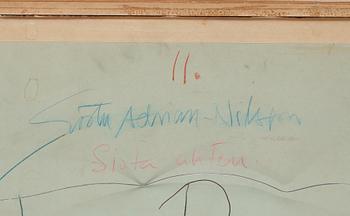 11.
Gösta Adrian-Nilsson
Sista akten.